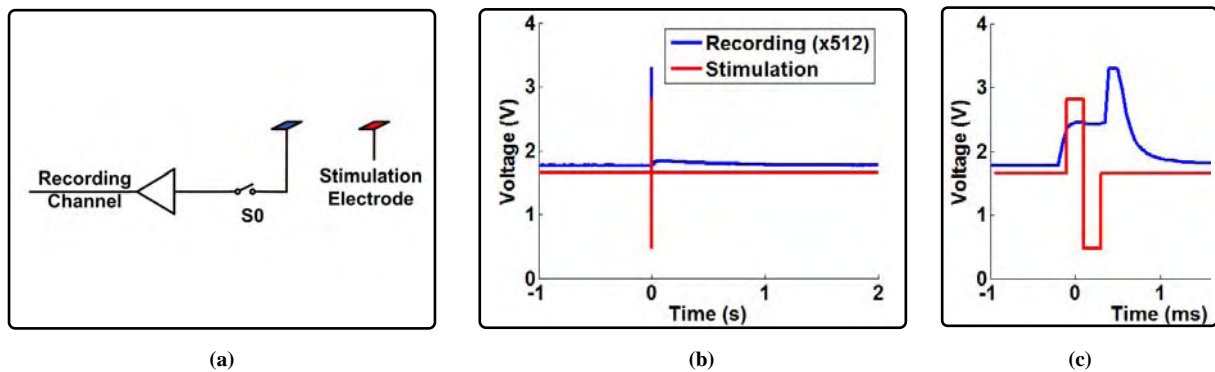 Recording
Channel
S0
Stimulation
Electrode
(a)
Voltage (V)
4
3
2
1
0
Recording (x512)
Stimulation
-1
0
1
2
Time (s)
(b)
Voltage (V)
4
3
2
1
0
-1
0
1
Time (ms)
(c)